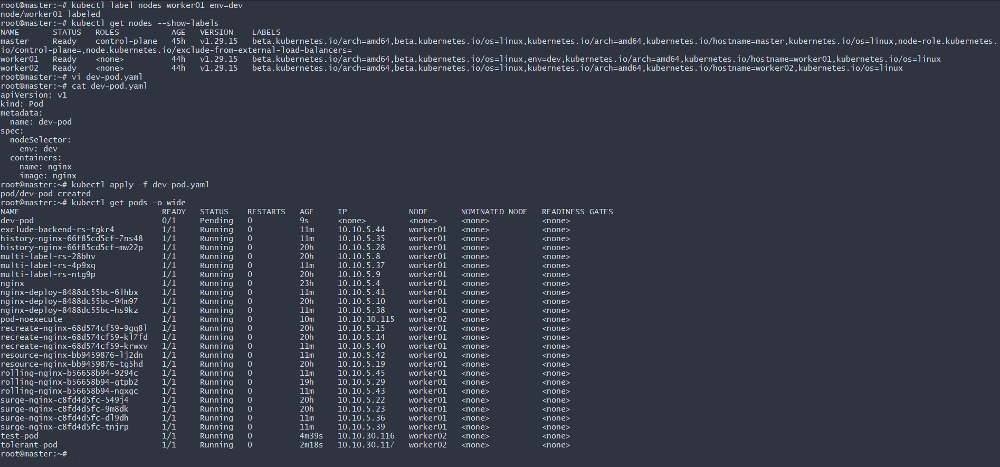 root@master:~# kubectl label nodes worker01 env=dev
node/worker01 labeled
root@master:~# kubectl get nodes --show-labels
NAME       STATUS   ROLES           AGE   VERSION    LABELS
master     Ready    control-plane   45h   v1.29.15   beta.kubernetes.io/arch=amd64,beta.kubernetes.io/os=linux,kubernetes.io/arch=amd64,kubernetes.io/hostname=master,kubernetes.io/os=linux,node-role.kubernetes.
io/control-plane=,node.kubernetes.io/exclude-from-external-load-balancers=
worker01   Ready    <none>          44h   v1.29.15   beta.kubernetes.io/arch=amd64,beta.kubernetes.io/os=linux,env=dev,kubernetes.io/arch=amd64,kubernetes.io/hostname=worker01,kubernetes.io/os=linux
worker02   Ready    <none>          44h   v1.29.15   beta.kubernetes.io/arch=amd64,beta.kubernetes.io/os=linux,kubernetes.io/arch=amd64,kubernetes.io/hostname=worker02,kubernetes.io/os=linux
root@master:~# vi dev-pod.yaml
root@master:~# cat dev-pod.yaml
apiVersion: v1
kind: Pod
metadata:
  name: dev-pod
spec:
  nodeSelector:
    env: dev
  containers:
  - name: nginx
    image: nginx
root@master:~# kubectl apply -f dev-pod.yaml
pod/dev-pod created
root@master:~# kubectl get pods -o wide
NAME                              READY   STATUS    RESTARTS   AGE     IP             NODE       NOMINATED NODE   READINESS GATES
dev-pod                           0/1     Pending   0          9s      <none>         <none>     <none>           <none>
exclude-backend-rs-tgkr4          1/1     Running   0          11m     10.10.5.44     worker01   <none>           <none>
history-nginx-66f85cd5cf-7ns48    1/1     Running   0          11m     10.10.5.35     worker01   <none>           <none>
history-nginx-66f85cd5cf-mw22p    1/1     Running   0          20h     10.10.5.28     worker01   <none>           <none>
multi-label-rs-28bhv              1/1     Running   0          20h     10.10.5.8      worker01   <none>           <none>
multi-label-rs-4p9xq              1/1     Running   0          11m     10.10.5.37     worker01   <none>           <none>
multi-label-rs-ntg9p              1/1     Running   0          20h     10.10.5.9      worker01   <none>           <none>
nginx                             1/1     Running   0          23h     10.10.5.4      worker01   <none>           <none>
nginx-deploy-8488dc55bc-6lhbx     1/1     Running   0          11m     10.10.5.41     worker01   <none>           <none>
nginx-deploy-8488dc55bc-94m97     1/1     Running   0          20h     10.10.5.10     worker01   <none>           <none>
nginx-deploy-8488dc55bc-hs9kz     1/1     Running   0          11m     10.10.5.38     worker01   <none>           <none>
pod-noexecute                     1/1     Running   0          10m     10.10.30.115   worker02   <none>           <none>
recreate-nginx-68d574cf59-9gq8l   1/1     Running   0          20h     10.10.5.15     worker01   <none>           <none>
recreate-nginx-68d574cf59-kl7fd   1/1     Running   0          20h     10.10.5.14     worker01   <none>           <none>
recreate-nginx-68d574cf59-krwxv   1/1     Running   0          11m     10.10.5.40     worker01   <none>           <none>
resource-nginx-bb9459876-lj2dn    1/1     Running   0          11m     10.10.5.42     worker01   <none>           <none>
resource-nginx-bb9459876-tg5hd    1/1     Running   0          20h     10.10.5.19     worker01   <none>           <none>
rolling-nginx-b56658b94-9294c     1/1     Running   0          11m     10.10.5.45     worker01   <none>           <none>
rolling-nginx-b56658b94-gtpb2     1/1     Running   0          19h     10.10.5.29     worker01   <none>           <none>
rolling-nginx-b56658b94-nqxgc     1/1     Running   0          11m     10.10.5.43     worker01   <none>           <none>
surge-nginx-c8fd4d5fc-549j4       1/1     Running   0          20h     10.10.5.22     worker01   <none>           <none>
surge-nginx-c8fd4d5fc-9m8dk       1/1     Running   0          20h     10.10.5.23     worker01   <none>           <none>
surge-nginx-c8fd4d5fc-dl9dh       1/1     Running   0          11m     10.10.5.36     worker01   <none>           <none>
surge-nginx-c8fd4d5fc-tnjrp       1/1     Running   0          11m     10.10.5.39     worker01   <none>           <none>
test-pod                          1/1     Running   0          4m39s   10.10.30.116   worker02   <none>           <none>
tolerant-pod                      1/1     Running   0          2m18s   10.10.30.117   worker02   <none>           <none>
root@master:~#